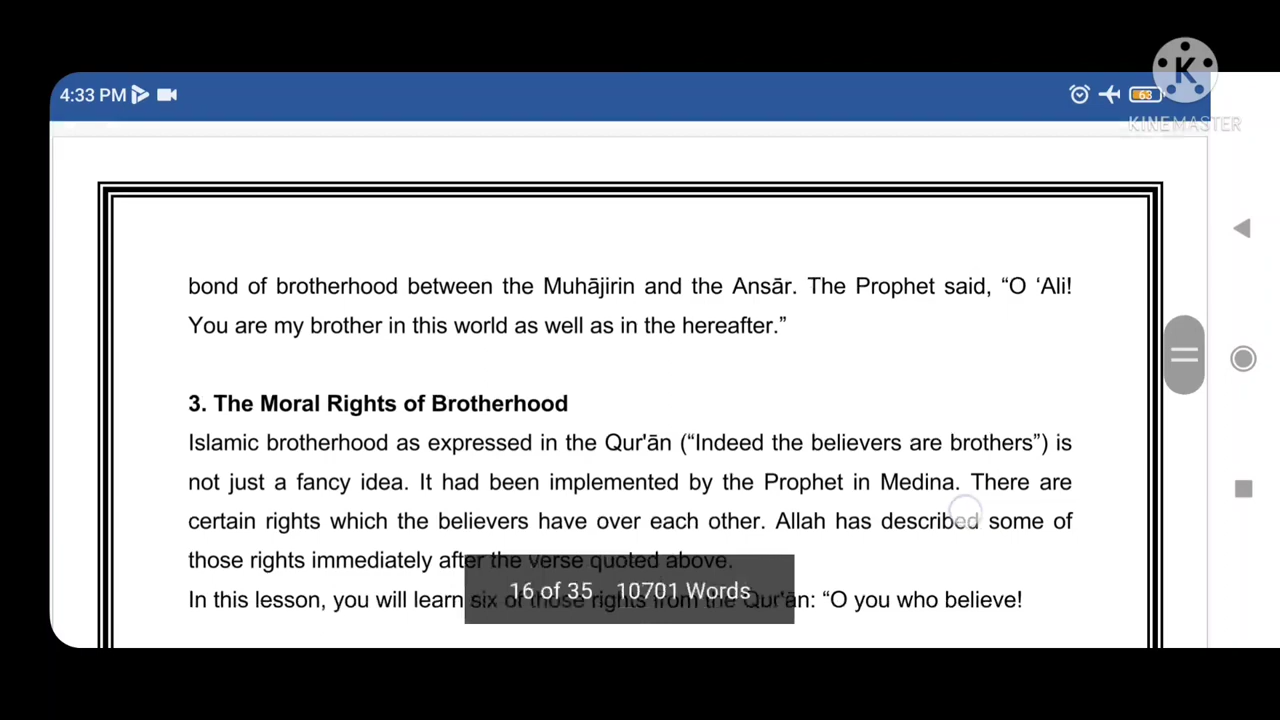 K
KINEMASTER
4:33 PM
63
bond of brotherhood between the Muhājirin and the Ansār. The Prophet said, “O ‘Ali!
You are my brother in this world as well as in the hereafter.”
3. The Moral Rights of Brotherhood
Islamic brotherhood as expressed in the Qur'ān (“Indeed the believers are brothers”) is
not just a fancy idea. It had been implemented by the Prophet in Medina. There are
certain rights which the believers have over each other. Allah has described some of
those rights immediately after the verse quoted above.
16 of 35 10701 Words
In this lesson, you will learn six of those rights from the Qur'ān: “O you who believe!